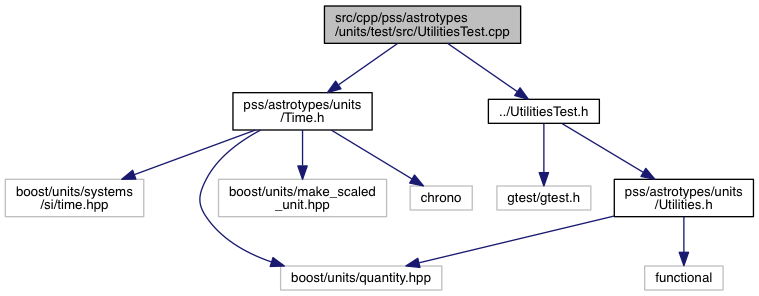 src/cpp/pss/astrotypes
/units/test/src/UtilitiesTest.cpp
pss/astrotypes/units
/Time.h
../UtilitiesTest.h
boost/units/systems
/si/time.hpp
boost/units/make_scaled
_unit.hpp
chrono
gtest/gtest.h
pss/astrotypes/units
/Utilities.h
boost/units/quantity.hpp
functional